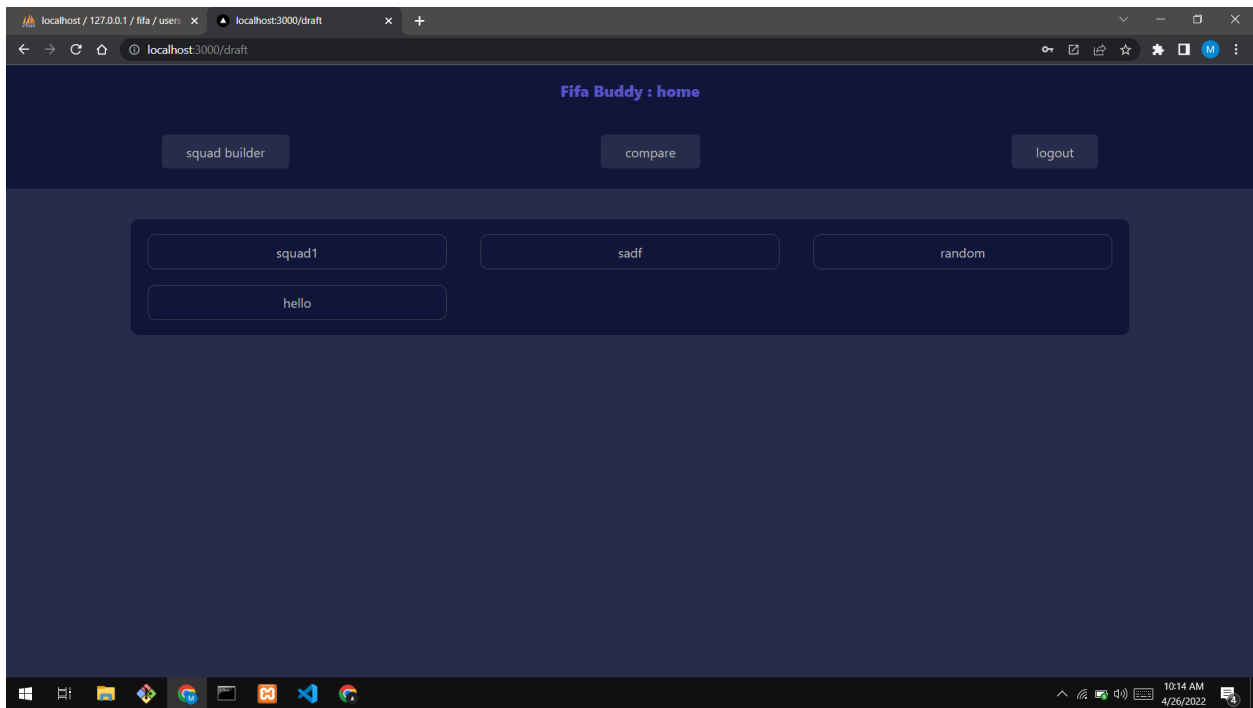 localhost / 127.0.0.1 / fifa / users
localhost:3000/draft
localhost:3000/draft
M
Fifa Buddy : home
squad builder
compare
logout
squad1
sadf
random
hello
M
10:14 AM
4/26/2022
4